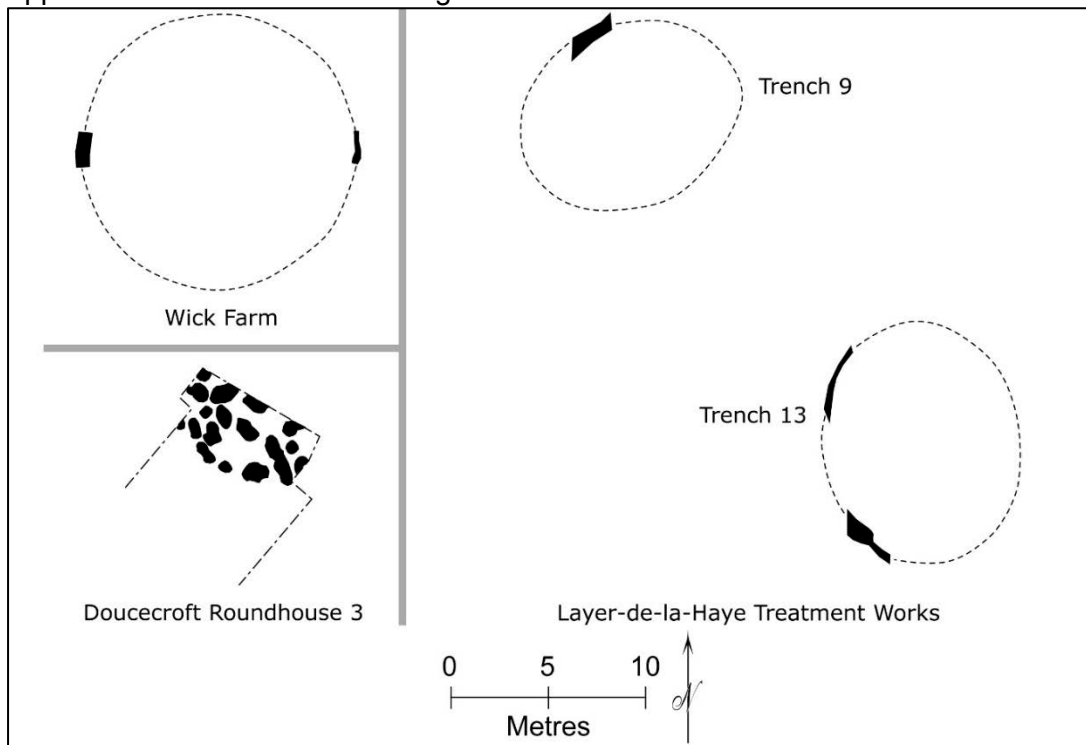 Trench 9
Wick Farm
Trench 13
Doucecroft Roundhouse 3
Layer-de-la-Haye Treatment Works
0 5 10
Metres
N